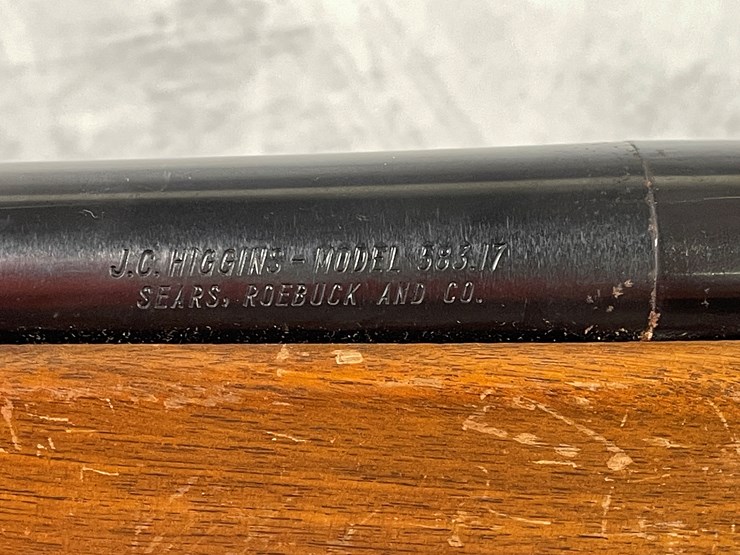 J.C. HIGGINS - MODEL 583.17
SEARS, ROEBUCK AND CO.